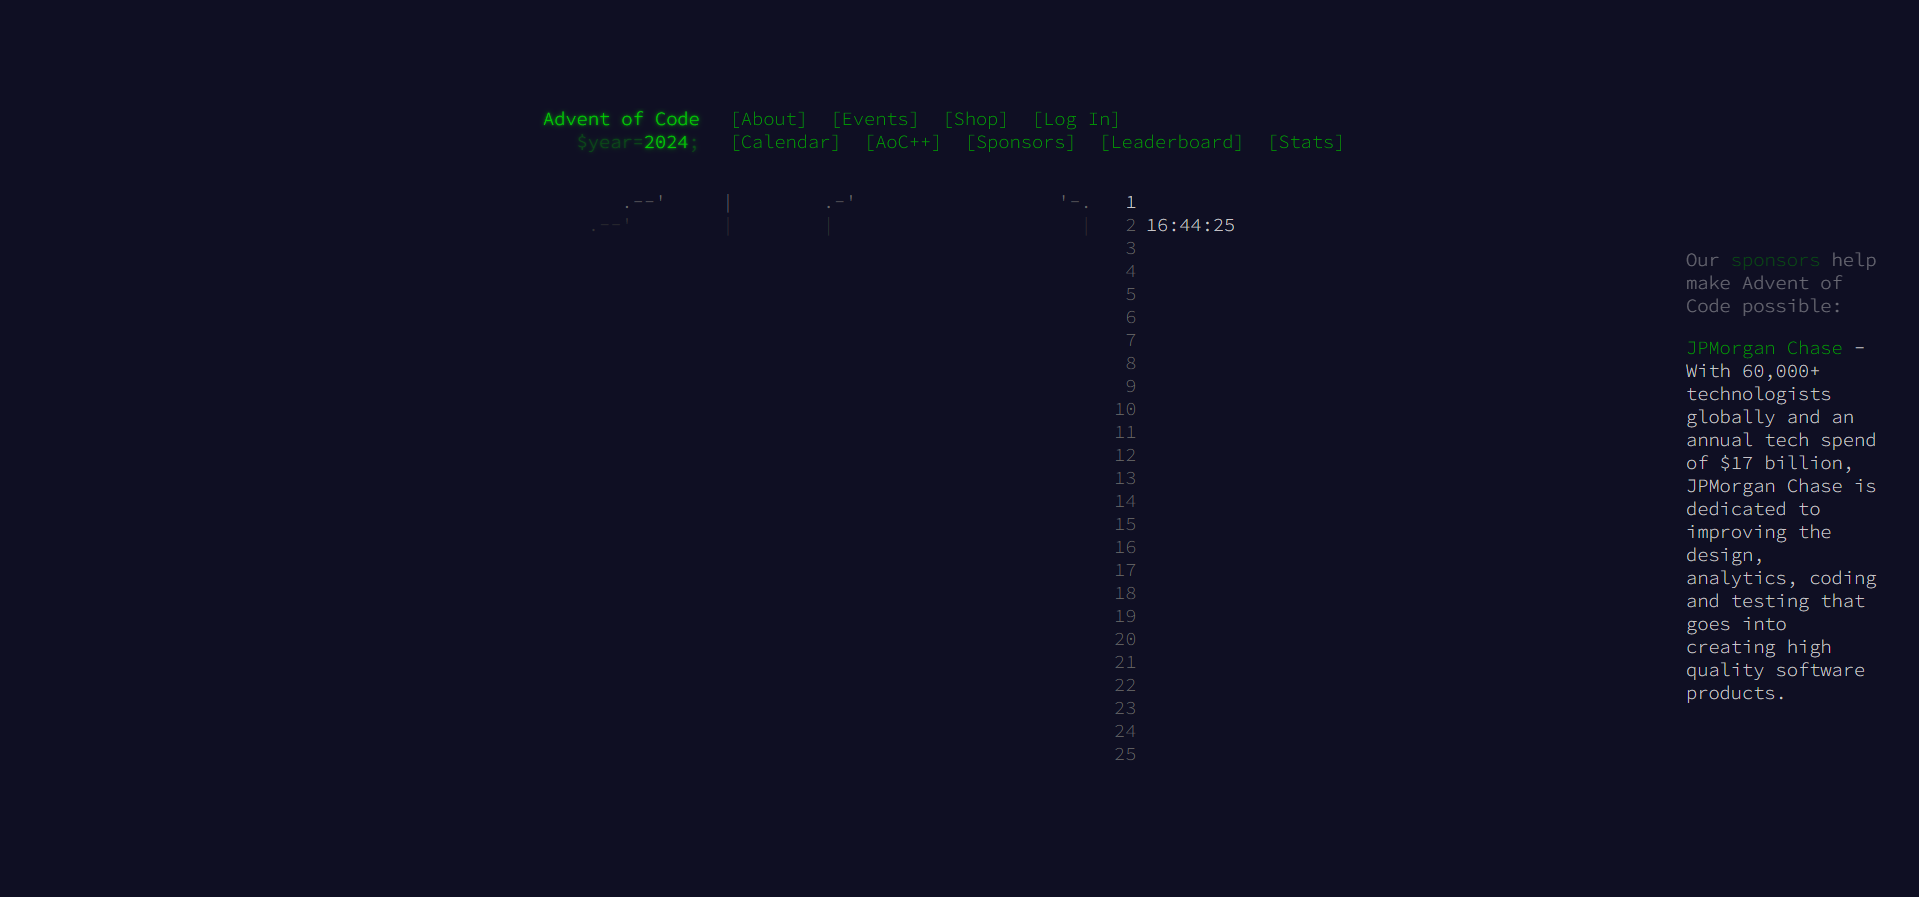 Advent of Code [About] [Events] [Shop] [Log In]
$year=2024; [Calendar] [AoC++] [Sponsors] [Leaderboard] [Stats]
.--' | .-' '-. 1
.--' | | | 2 16:44:25
3
4
5
6
7
8
9
10
11
12
13
14
15
16
17
18
19
20
21
22
23
24
25
Our sponsors help
make Advent of
Code possible:
JPMorgan Chase -
With 60,000+
technologists
globally and an
annual tech spend
of $17 billion,
JPMorgan Chase is
dedicated to
improving the
design,
analytics, coding
and testing that
goes into
creating high
quality software
products.